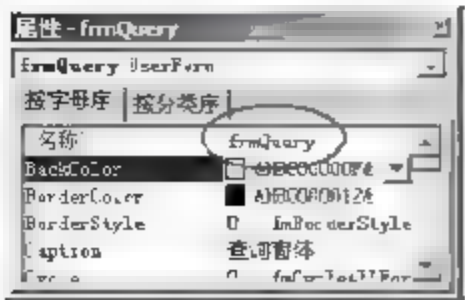 属性 - frmQuery
frmQuery UserForm
按字母序 按分类序
名称 frmQuery
BackColor
BorderColor
BorderStyle 0 fmBorderStyle
Caption 查询窗体